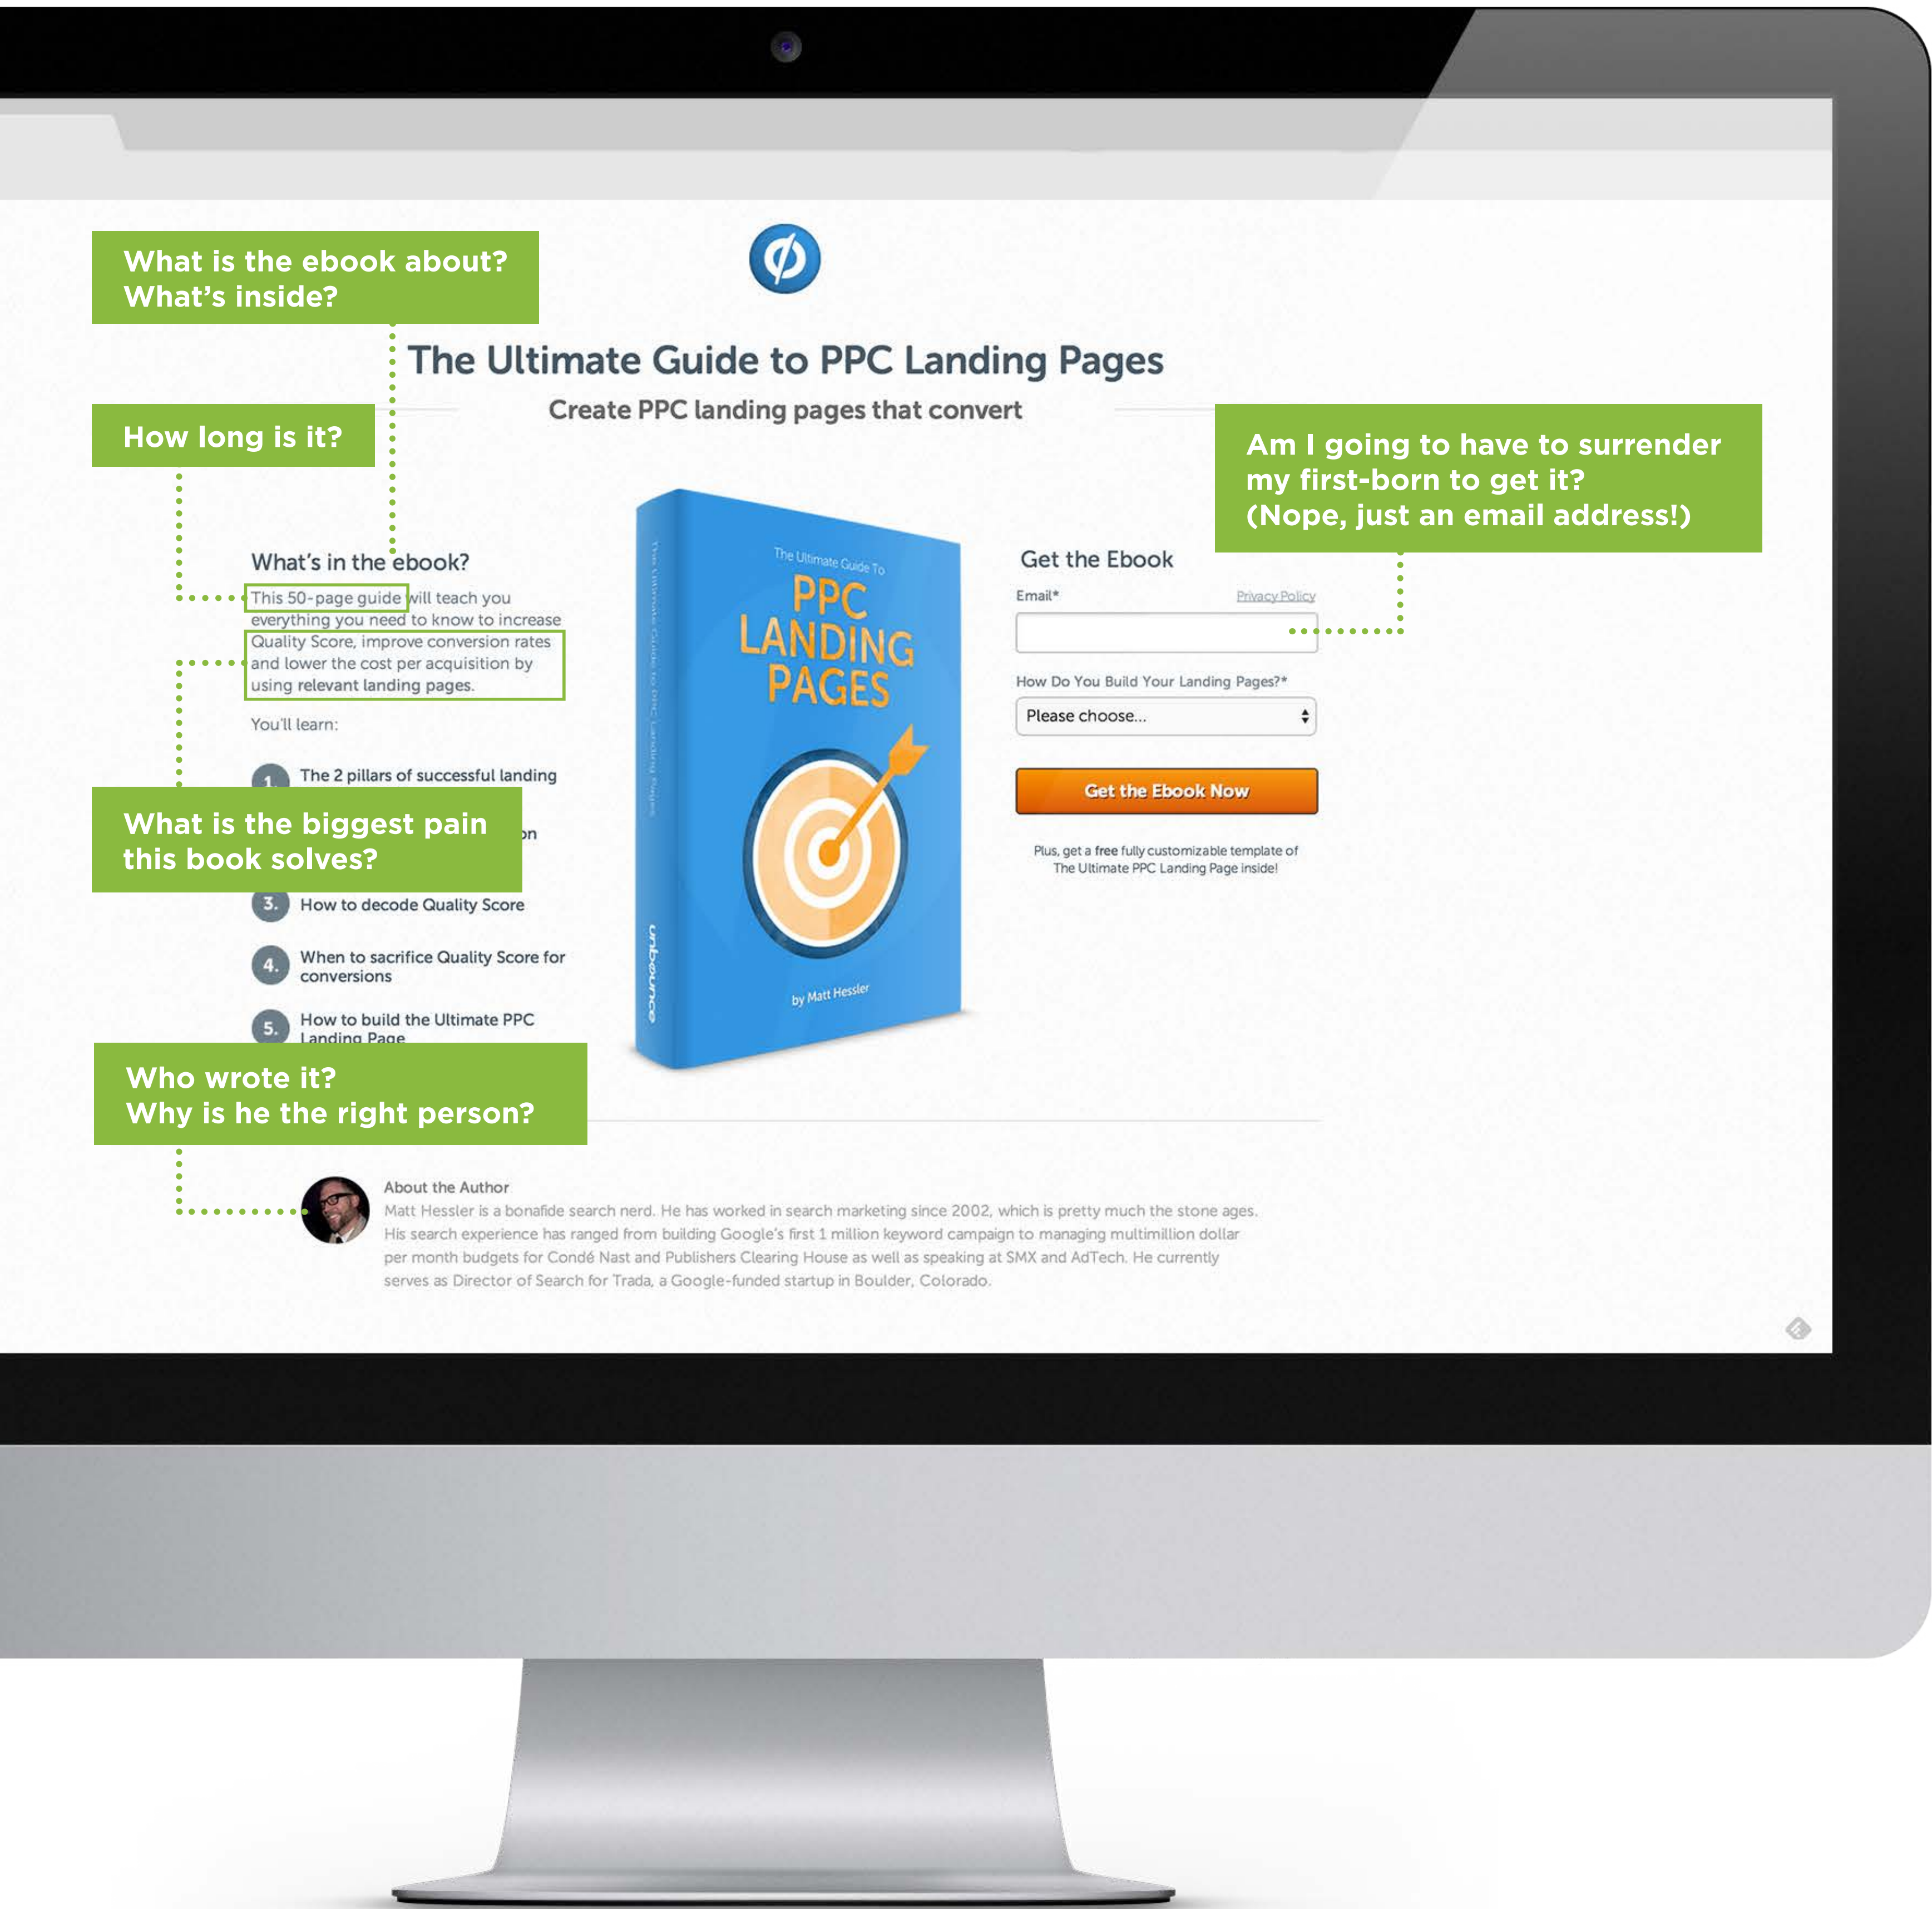 What is the ebook about?
What's inside?
The Ultimate Guide to PPC Landing Pages
Create PPC landing pages that convert
How long is it?
Am I going to have to surrender
my first-born to get it?
(Nope, just an email address!)
What's in the ebook?
This 50-page guide will teach you
everything you need to know to increase
Quality Score, improve conversion rates
and lower the cost per acquisition by
using relevant landing pages.
You'll learn:
1. The 2 pillars of successful landing
What is the biggest pain
this book solves?
3. How to decode Quality Score
4. When to sacrifice Quality Score for
conversions
5. How to build the Ultimate PPC
Landing Page
The Ultimate Guide to PPC Landing Pages
unbounce
The Ultimate Guide To
PPC
LANDING
PAGES
by Matt Hessler
Get the Ebook
Email* Privacy Policy
How Do You Build Your Landing Pages?*
Please choose...
Get the Ebook Now
Plus, get a free fully customizable template of
The Ultimate PPC Landing Page inside!
Who wrote it?
Why is he the right person?
About the Author
Matt Hessler is a bonafide search nerd. He has worked in search marketing since 2002, which is pretty much the stone ages.
His search experience has ranged from building Google's first 1 million keyword campaign to managing multimillion dollar
per month budgets for Condé Nast and Publishers Clearing House as well as speaking at SMX and AdTech. He currently
serves as Director of Search for Trada, a Google-funded startup in Boulder, Colorado.